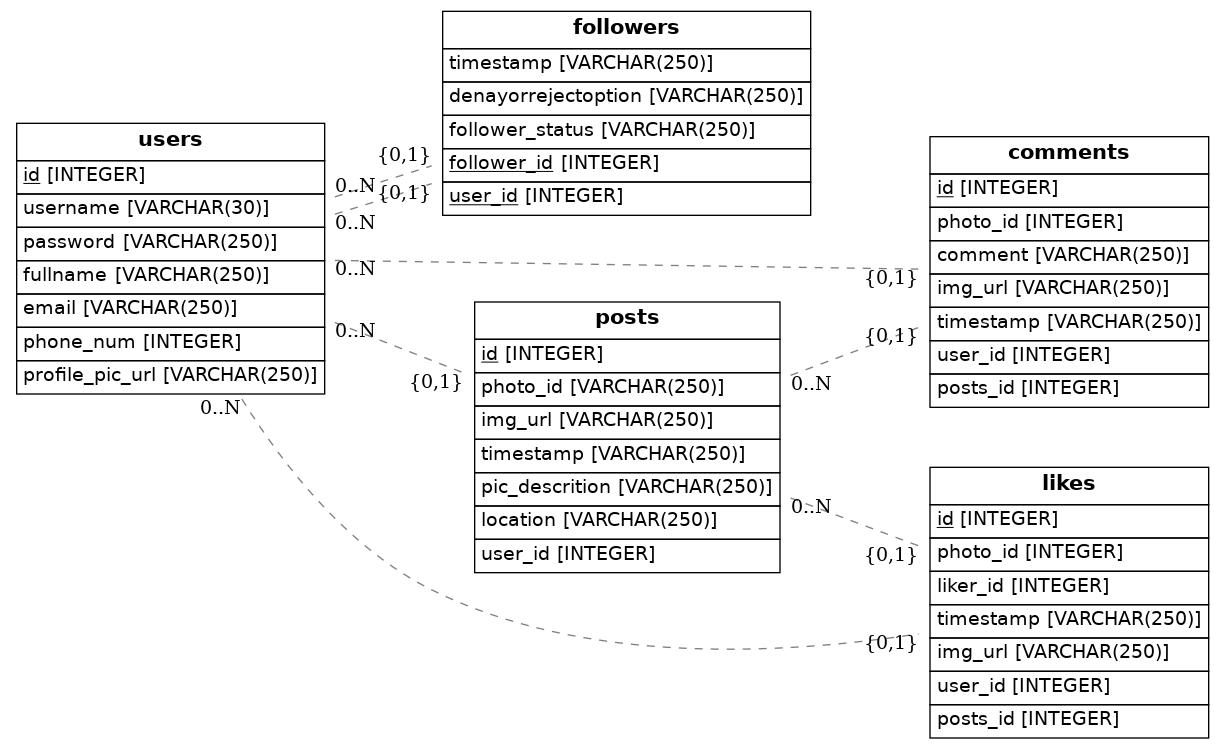 followers
timestamp [VARCHAR(250)]
denayorrejectoption [VARCHAR(250)]
follower_status [VARCHAR(250)]
follower_id [INTEGER]
user_id [INTEGER]
users
id [INTEGER]
username [VARCHAR(30)]
password [VARCHAR(250)]
fullname [VARCHAR(250)]
email [VARCHAR(250)]
phone_num [INTEGER]
profile_pic_url [VARCHAR(250)]
{0,1}
0..N
{0,1}
0..N
0..N
{0,1}
0..N
{0,1}
0..N
{0,1}
posts
id [INTEGER]
photo_id [VARCHAR(250)]
img_url [VARCHAR(250)]
timestamp [VARCHAR(250)]
pic_descrition [VARCHAR(250)]
location [VARCHAR(250)]
user_id [INTEGER]
{0,1}
0..N
0..N
{0,1}
comments
id [INTEGER]
photo_id [INTEGER]
comment [VARCHAR(250)]
img_url [VARCHAR(250)]
timestamp [VARCHAR(250)]
user_id [INTEGER]
posts_id [INTEGER]
likes
id [INTEGER]
photo_id [INTEGER]
liker_id [INTEGER]
timestamp [VARCHAR(250)]
img_url [VARCHAR(250)]
user_id [INTEGER]
posts_id [INTEGER]